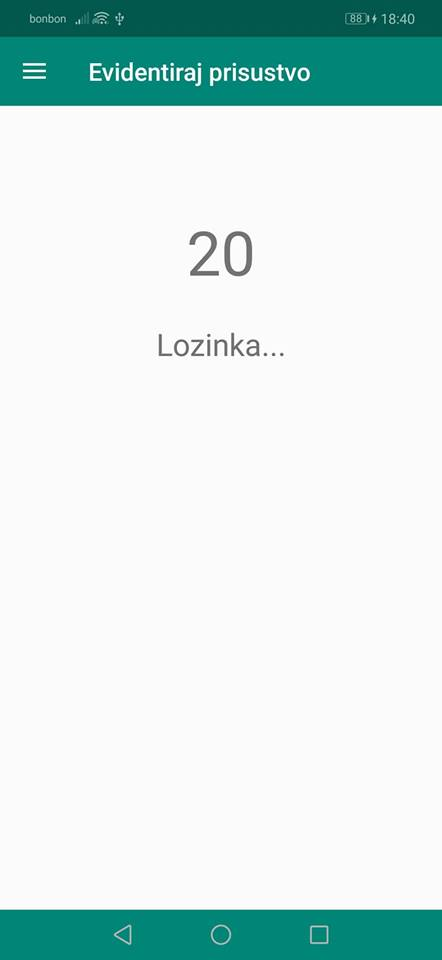 bonbon 88 18:40
Evidentiraj prisustvo
20
Lozinka...